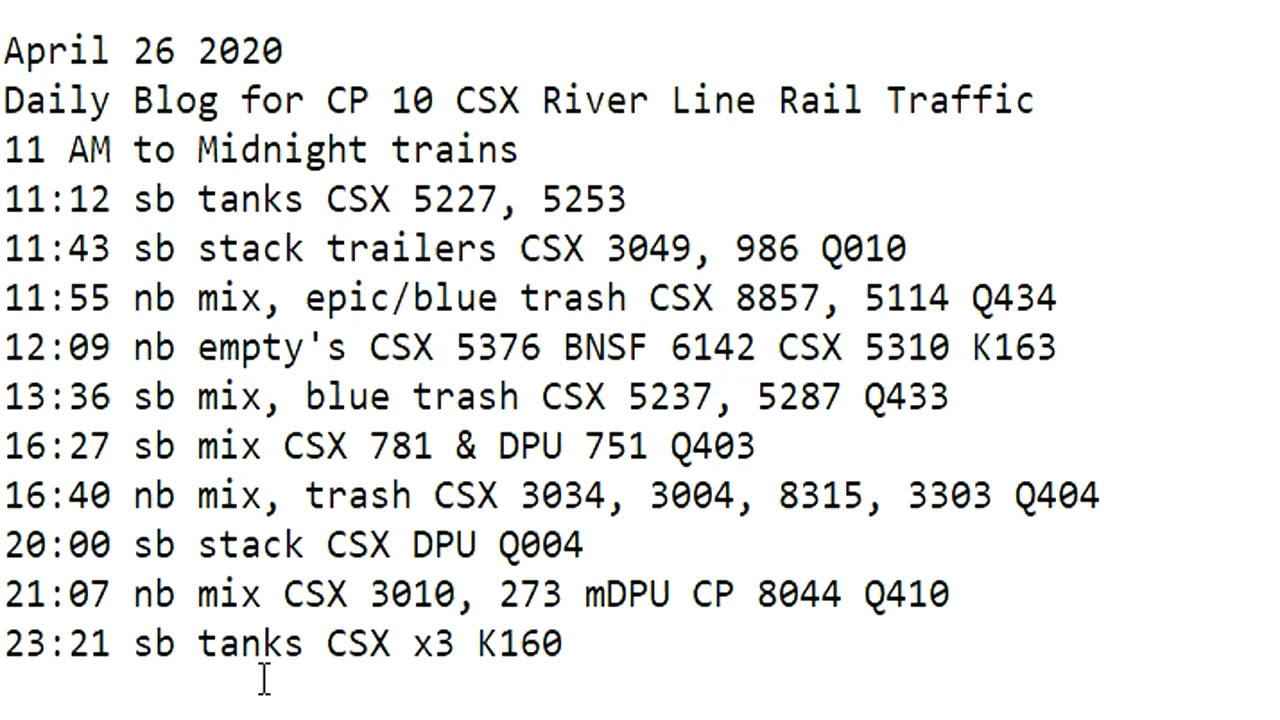 April 26 2020
Daily Blog for CP 10 CSX River Line Rail Traffic
11 AM to Midnight trains
11:12 sb tanks CSX 5227, 5253
11:43 sb stack trailers CSX 3049, 986 Q010
11:55 nb mix, epic/blue trash CSX 8857, 5114 Q434
12:09 nb empty's CSX 5376 BNSF 6142 CSX 5310 K163
13:36 sb mix, blue trash CSX 5237, 5287 Q433
16:27 sb mix CSX 781 & DPU 751 Q403
16:40 nb mix, trash CSX 3034, 3004, 8315, 3303 Q404
20:00 sb stack CSX DPU Q004
21:07 nb mix CSX 3010, 273 mDPU CP 8044 Q410
23:21 sb tanks CSX x3 K160